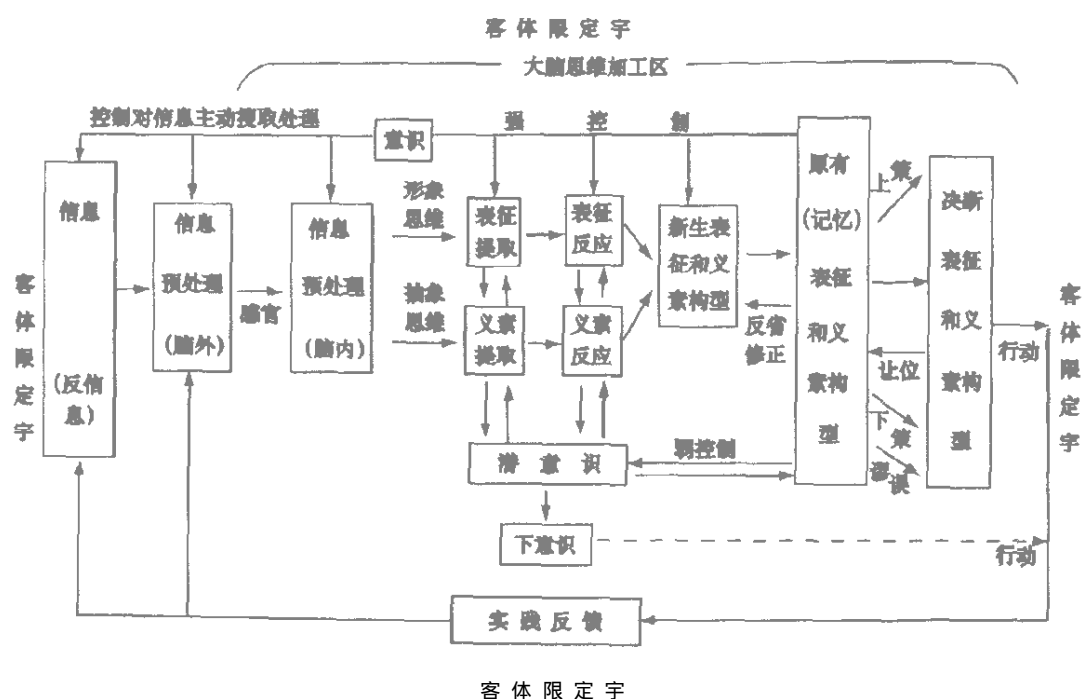 客体限定宇
大脑思维加工区
控制对信息主动提取处理
意识
强控制
信息
(反信
息)
信息
预处理
(脑外)
感官
信息
预处理
(脑内)
形象
思维
抽象
思维
表征
提取
表征
反应
义素
提取
义素
反应
新生表
征和义
素构型
反省
修正
原有
(记忆)
表征
和义
素构
型
上策
让位
下策
谬误
决断
表征
和义
素构
型
行动
客体限定宇
客体限定宇
潜意识
弱控制
下意识
行动
实践反馈
客体限定宇